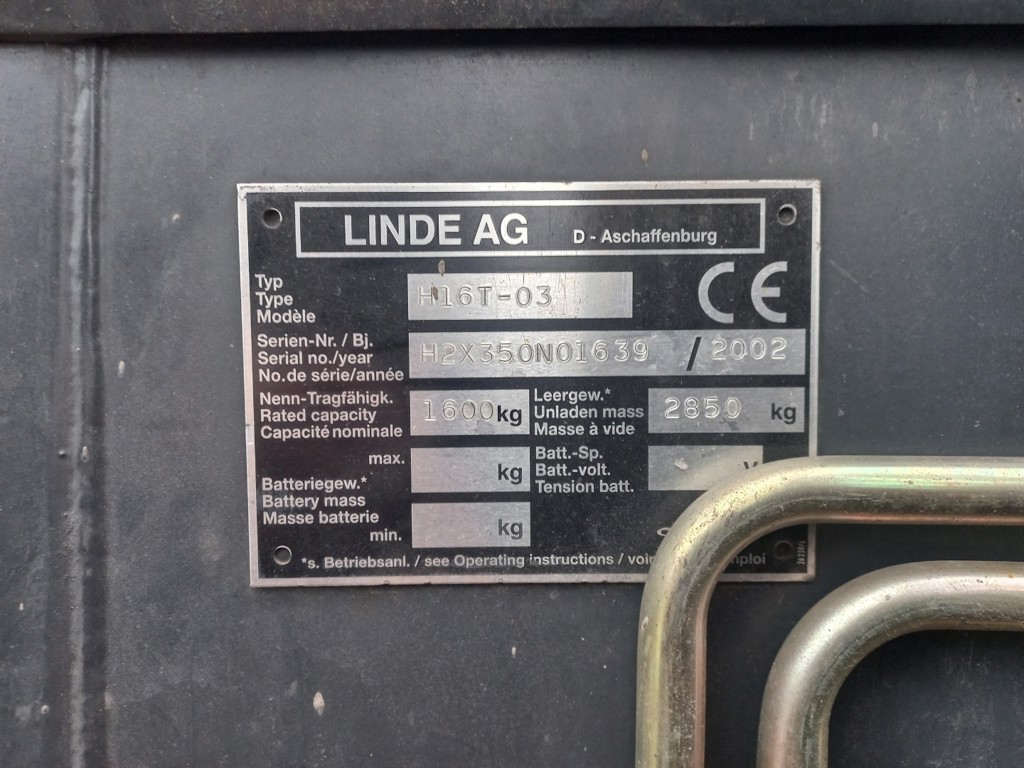 LINDE AG D - Aschaffenburg
Typ
Type
Modèle
H16T-03
CE
Serien-Nr. / Bj.
Serial no./year
No.de série/année
H2X350N01639 / 2002
Nenn-Tragfähigk.
Rated capacity
Capacité nominale
1600 kg
Leergew.*
Unladen mass
Masse à vide
2850 kg
max. kg
Batteriegew.*
Battery mass
Masse batterie
min. kg
Batt.-Sp.
Batt.-volt.
Tension batt.
V
*s. Betriebsanl. / see Operating instructions / voir